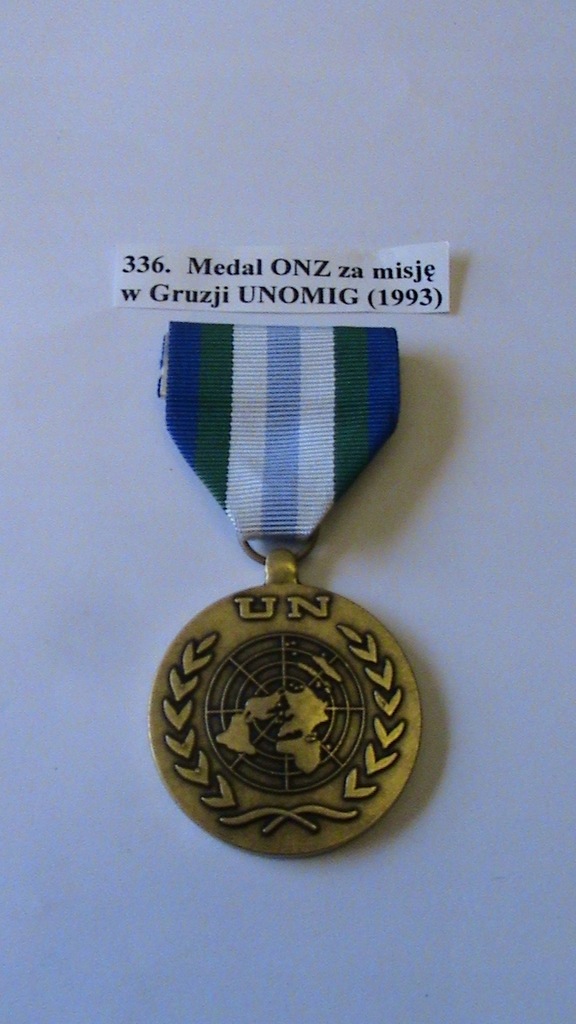 336. Medal ONZ za misję
w Gruzji UNOMIG (1993)
UN